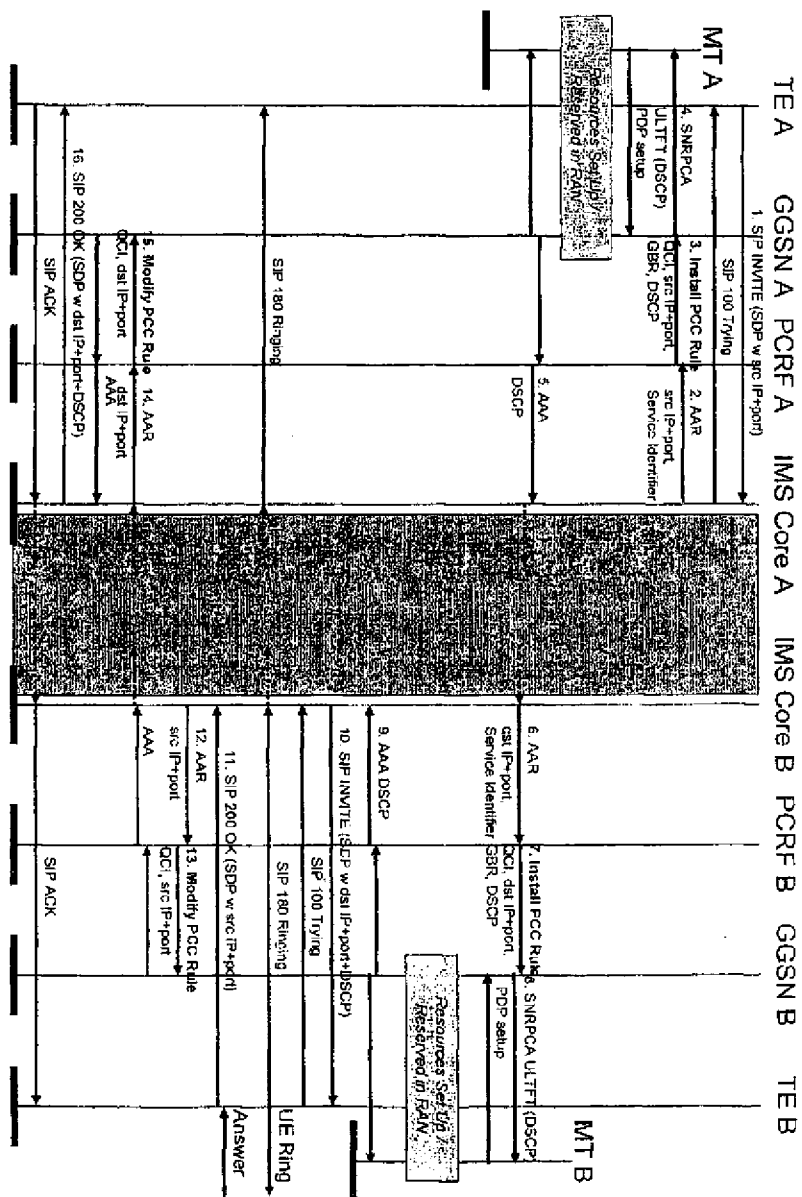 MT A
TE A
GGSN A
PCRF A
IMS Core A
IMS Core B
PCRF B
GGSN B
TE B
MT B
1. SIP INVITE (SDP w src IP+port)
SIP 100 Trying
2. AAR
src IP+port,
Service Identifier
3. Install PCC Rule
QCI, src IP+port,
GBR, DSCP
4. SNRPCA
ULTFT (DSCP)
PDP setup
Resources Set Up /
Reserved in RAN,
5. AAA
DSCP
6. AAR
dst IP+port,
Service Identifier
7. Install PCC Rule
QCI, dst IP+port,
GBR, DSCP
8. SNRPCA ULTFT (DSCP)
PDP setup
Resources Set Up /
Reserved in RAN,
9. AAA DSCP
10. SIP INVITE (SDP w dst IP+port+DSCP)
SIP 100 Trying
SIP 180 Ringing
UE Ring
SIP 180 Ringing
Answer
11. SIP 200 OK (SDP w src IP+port)
12. AAR
src IP+port
13. Modify PCC Rule
QCI, src IP+port
AAA
14. AAR
dst IP+port
AAA
15. Modify PCC Rule
QCI, dst IP+port
16. SIP 200 OK (SDP w dst IP+port+DSCP)
SIP ACK
SIP ACK